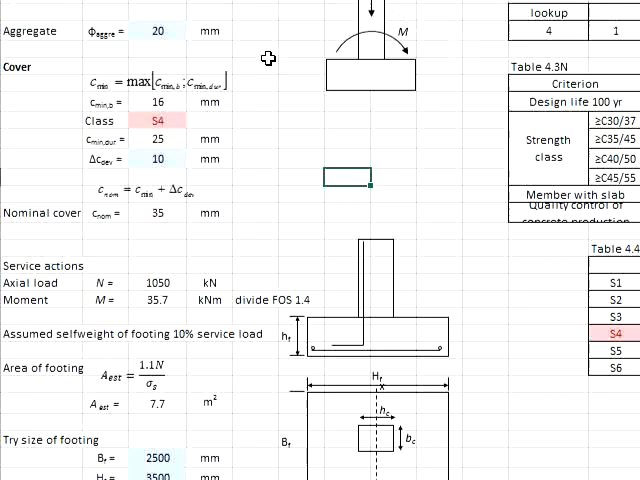 lookup
Aggregate Φaggre = 20 mm
M
4 1
Cover
Table 4.3N
cmin = max[cmin,b ; cmin,dur]
Criterion
cmin,b = 16 mm
Design life 100 yr
Class S4
≥C30/37
cmin,dur = 25 mm
Strength class
≥C35/45
Δcdev = 10 mm
≥C40/50
≥C45/55
cnom = cmin + Δcdev
Member with slab
Nominal cover cnom = 35 mm
Quality control of
concrete production
Table 4.4
Service actions
Axial load N = 1050 kN
S1
Moment M = 35.7 kNm divide FOS 1.4
S2
S3
Assumed selfweight of footing 10% service load
hf
S4
S5
Area of footing Aest = 1.1N / σs
S6
Hf
x
A est = 7.7 m²
hc
Try size of footing
Bf
bc
Bf = 2500 mm
Hf = 3500 mm